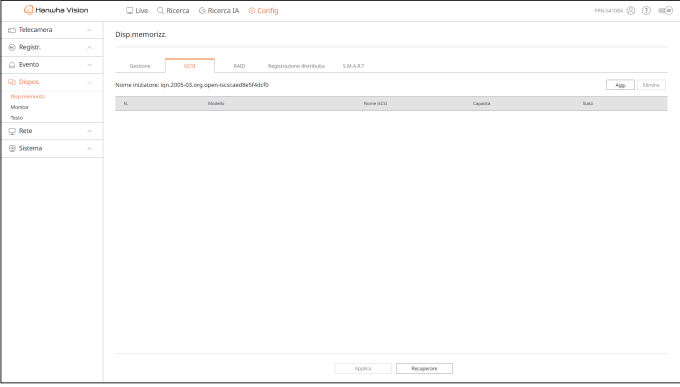 Hanwha Vision
Live Ricerca Ricerca IA Config
PRN-6410B4 ? W
Telecamera
Registr.
Evento
Dispos.
Disp.memorizz.
Monitor
Testo
Rete
Sistema
Disp.memorizz.
Gestione iSCSI RAID Registrazione distribuita S.M.A.R.T
Nome iniziatore: iqn.2005-03.org.open-iscsi:aed8e5f4dcf0
Agg. Elimina
N. Modello Nome iSCSI Capacità Stato
Applica Recuperare